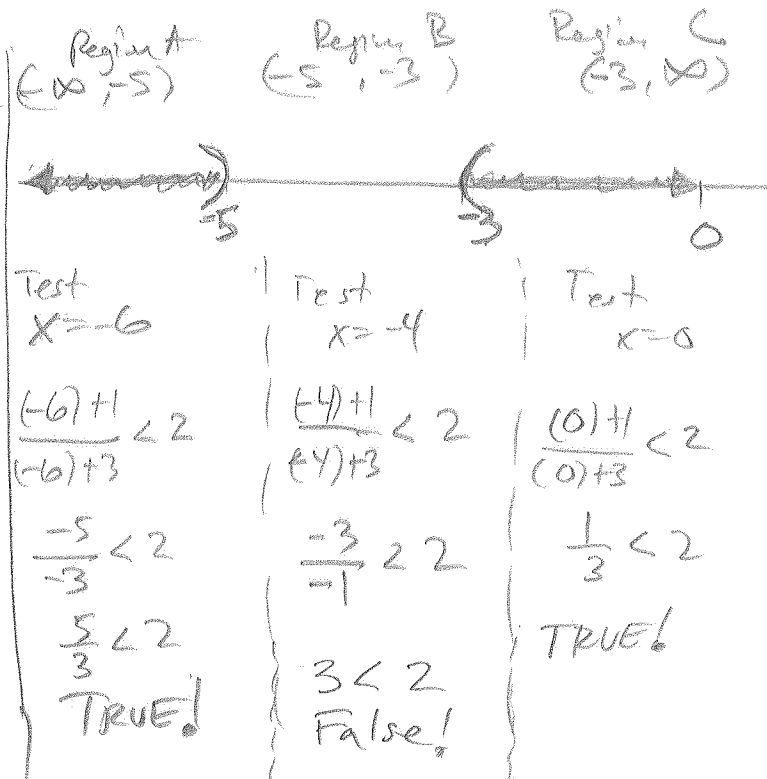 Region A
(-∞, -5)
Region B
(-5, -3)
Region C
(-3, ∞)
-5
-3
0
Test
x=-6
(-6)+1 / (-6)+3 < 2
-5 / -3 < 2
5 / 3 < 2
TRUE!
Test
x=-4
(-4)+1 / (-4)+3 < 2
-3 / -1 < 2
3 < 2
False!
Test
x=0
(0)+1 / (0)+3 < 2
1 / 3 < 2
TRUE!